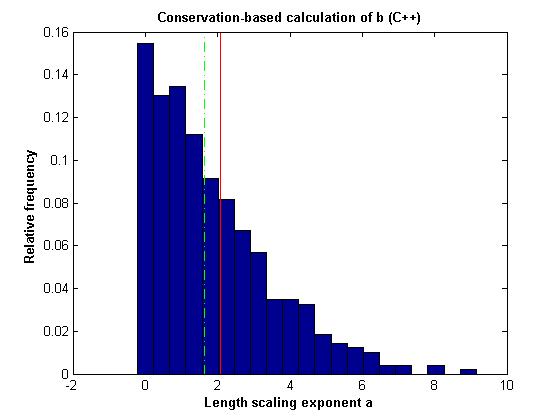 Conservation-based calculation of b (C++)
0.16
0.14
0.12
0.1
0.08
0.06
0.04
0.02
0
Relative frequency
-2 0 2 4 6 8 10
Length scaling exponent a